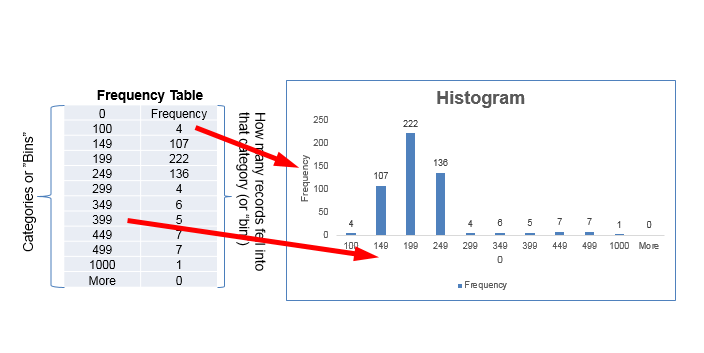 Frequency Table
0 Frequency
100 4
149 107
199 222
249 136
299 4
349 6
399 5
449 7
499 7
1000 1
More 0
Categories or "Bins"
How many records fell into
that category (or "bin")
Histogram
Frequency
250
200
150
100
50
0
4 107 222 136 4 6 5 7 7 1 0
100 149 199 249 299 349 399 449 499 1000 More
0
Frequency